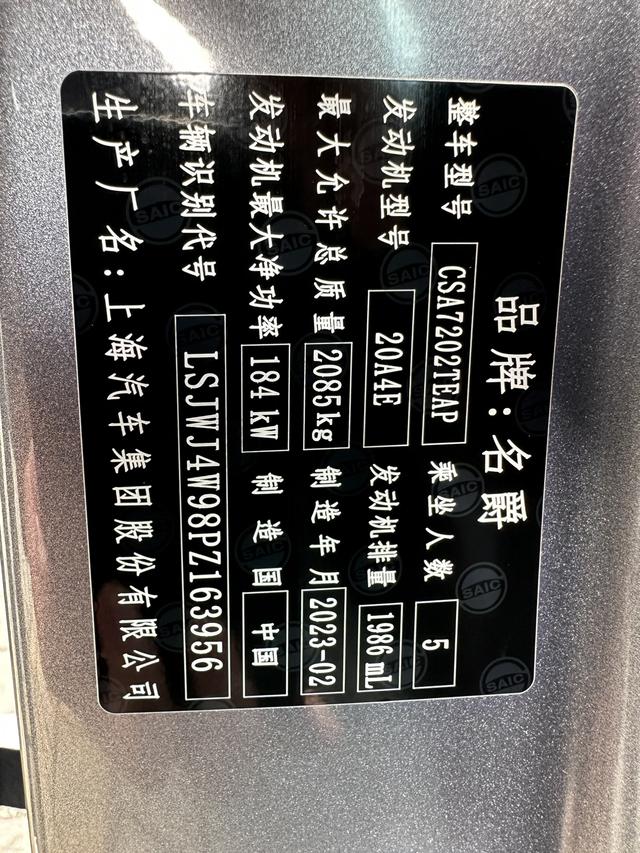 品牌：名爵
整车型号 CSA7202TEAP 乘坐人数 5
发动机型号 20A4E 发动机排量 1986 mL
最大允许总质量 2085kg 制造年月 2023-02
发动机最大净功率 184 kW 制造国 中国
车辆识别代号 LSJWJ4W98PZ163956
生产厂名：上海汽车集团股份有限公司